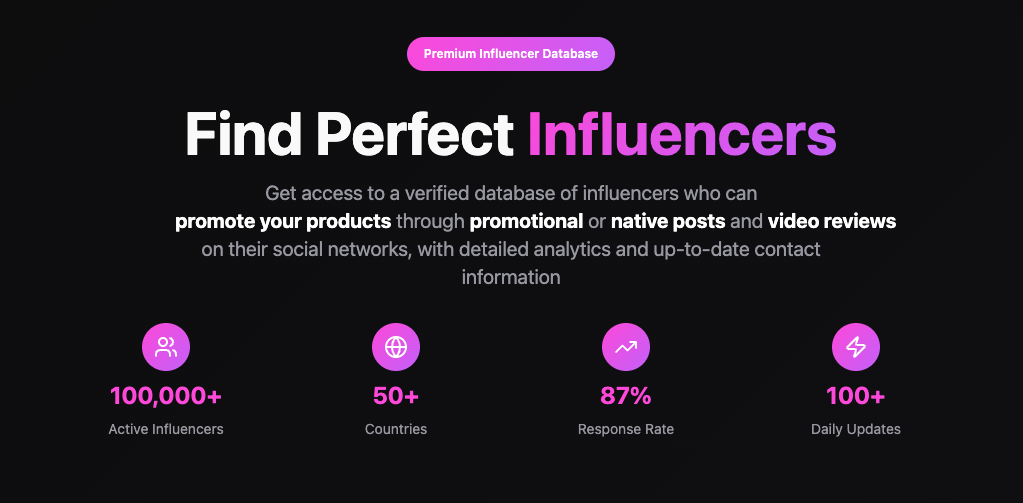 Premium Influencer Database
Find Perfect Influencers
Get access to a verified database of influencers who can
promote your products through promotional or native posts and video reviews
on their social networks, with detailed analytics and up-to-date contact
information
100,000+
Active Influencers
50+
Countries
87%
Response Rate
100+
Daily Updates